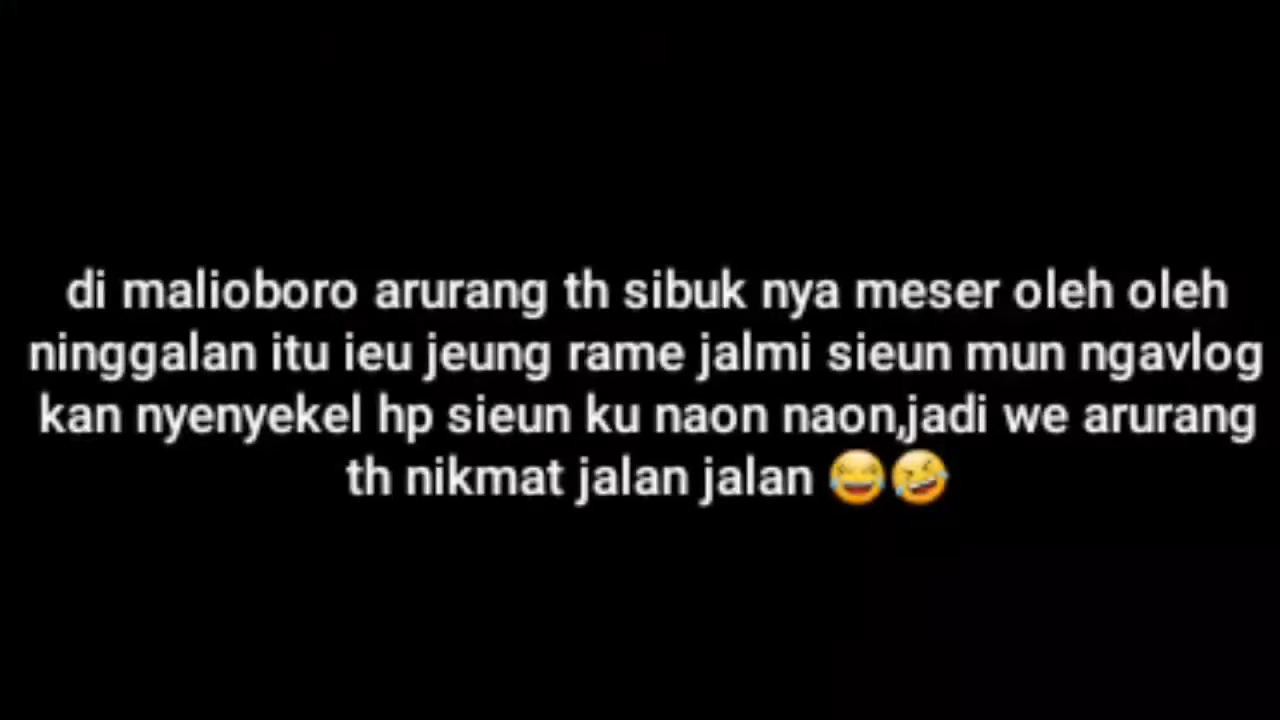 di malioboro arurang th sibuk nya meser oleh oleh
ninggalan itu ieu jeung rame jalmi sieun mun ngavlog
kan nyenyekel hp sieun ku naon naon,jadi we arurang
th nikmat jalan jalan 😂🤣